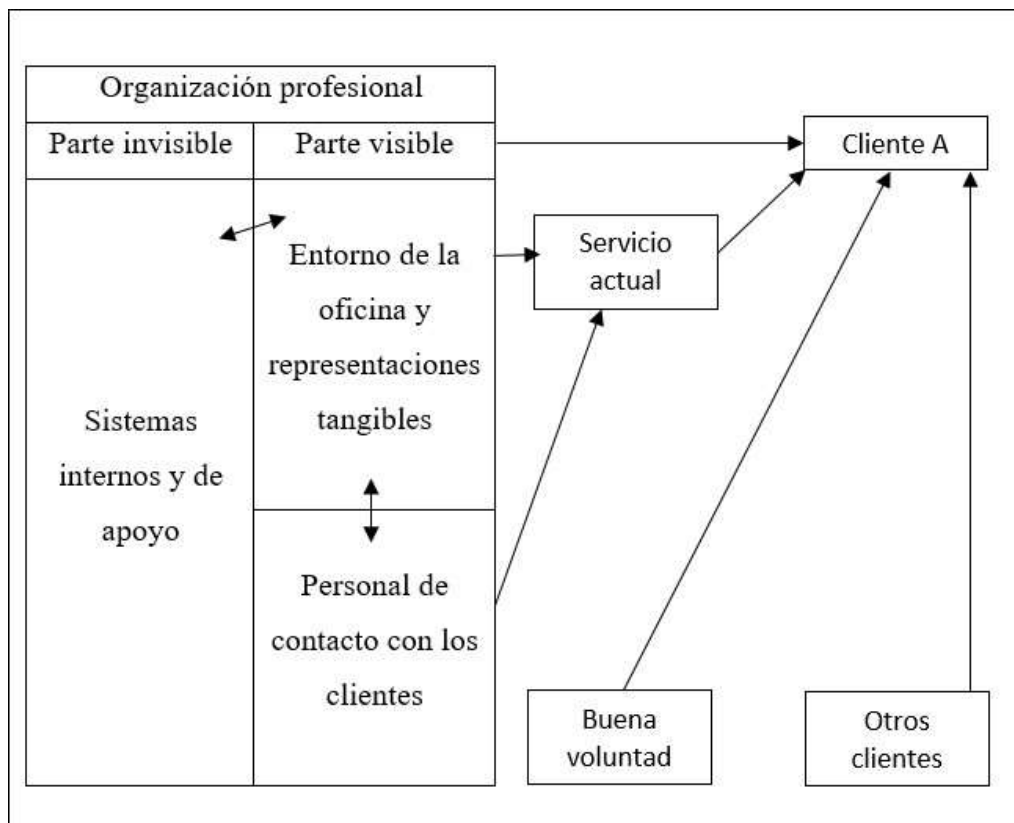 Organización profesional
Parte invisible
Parte visible
Cliente A
Sistemas
internos y de
apoyo
Entorno de la
oficina y
representaciones
tangibles
Servicio
actual
Personal de
contacto con los
clientes
Buena
voluntad
Otros
clientes